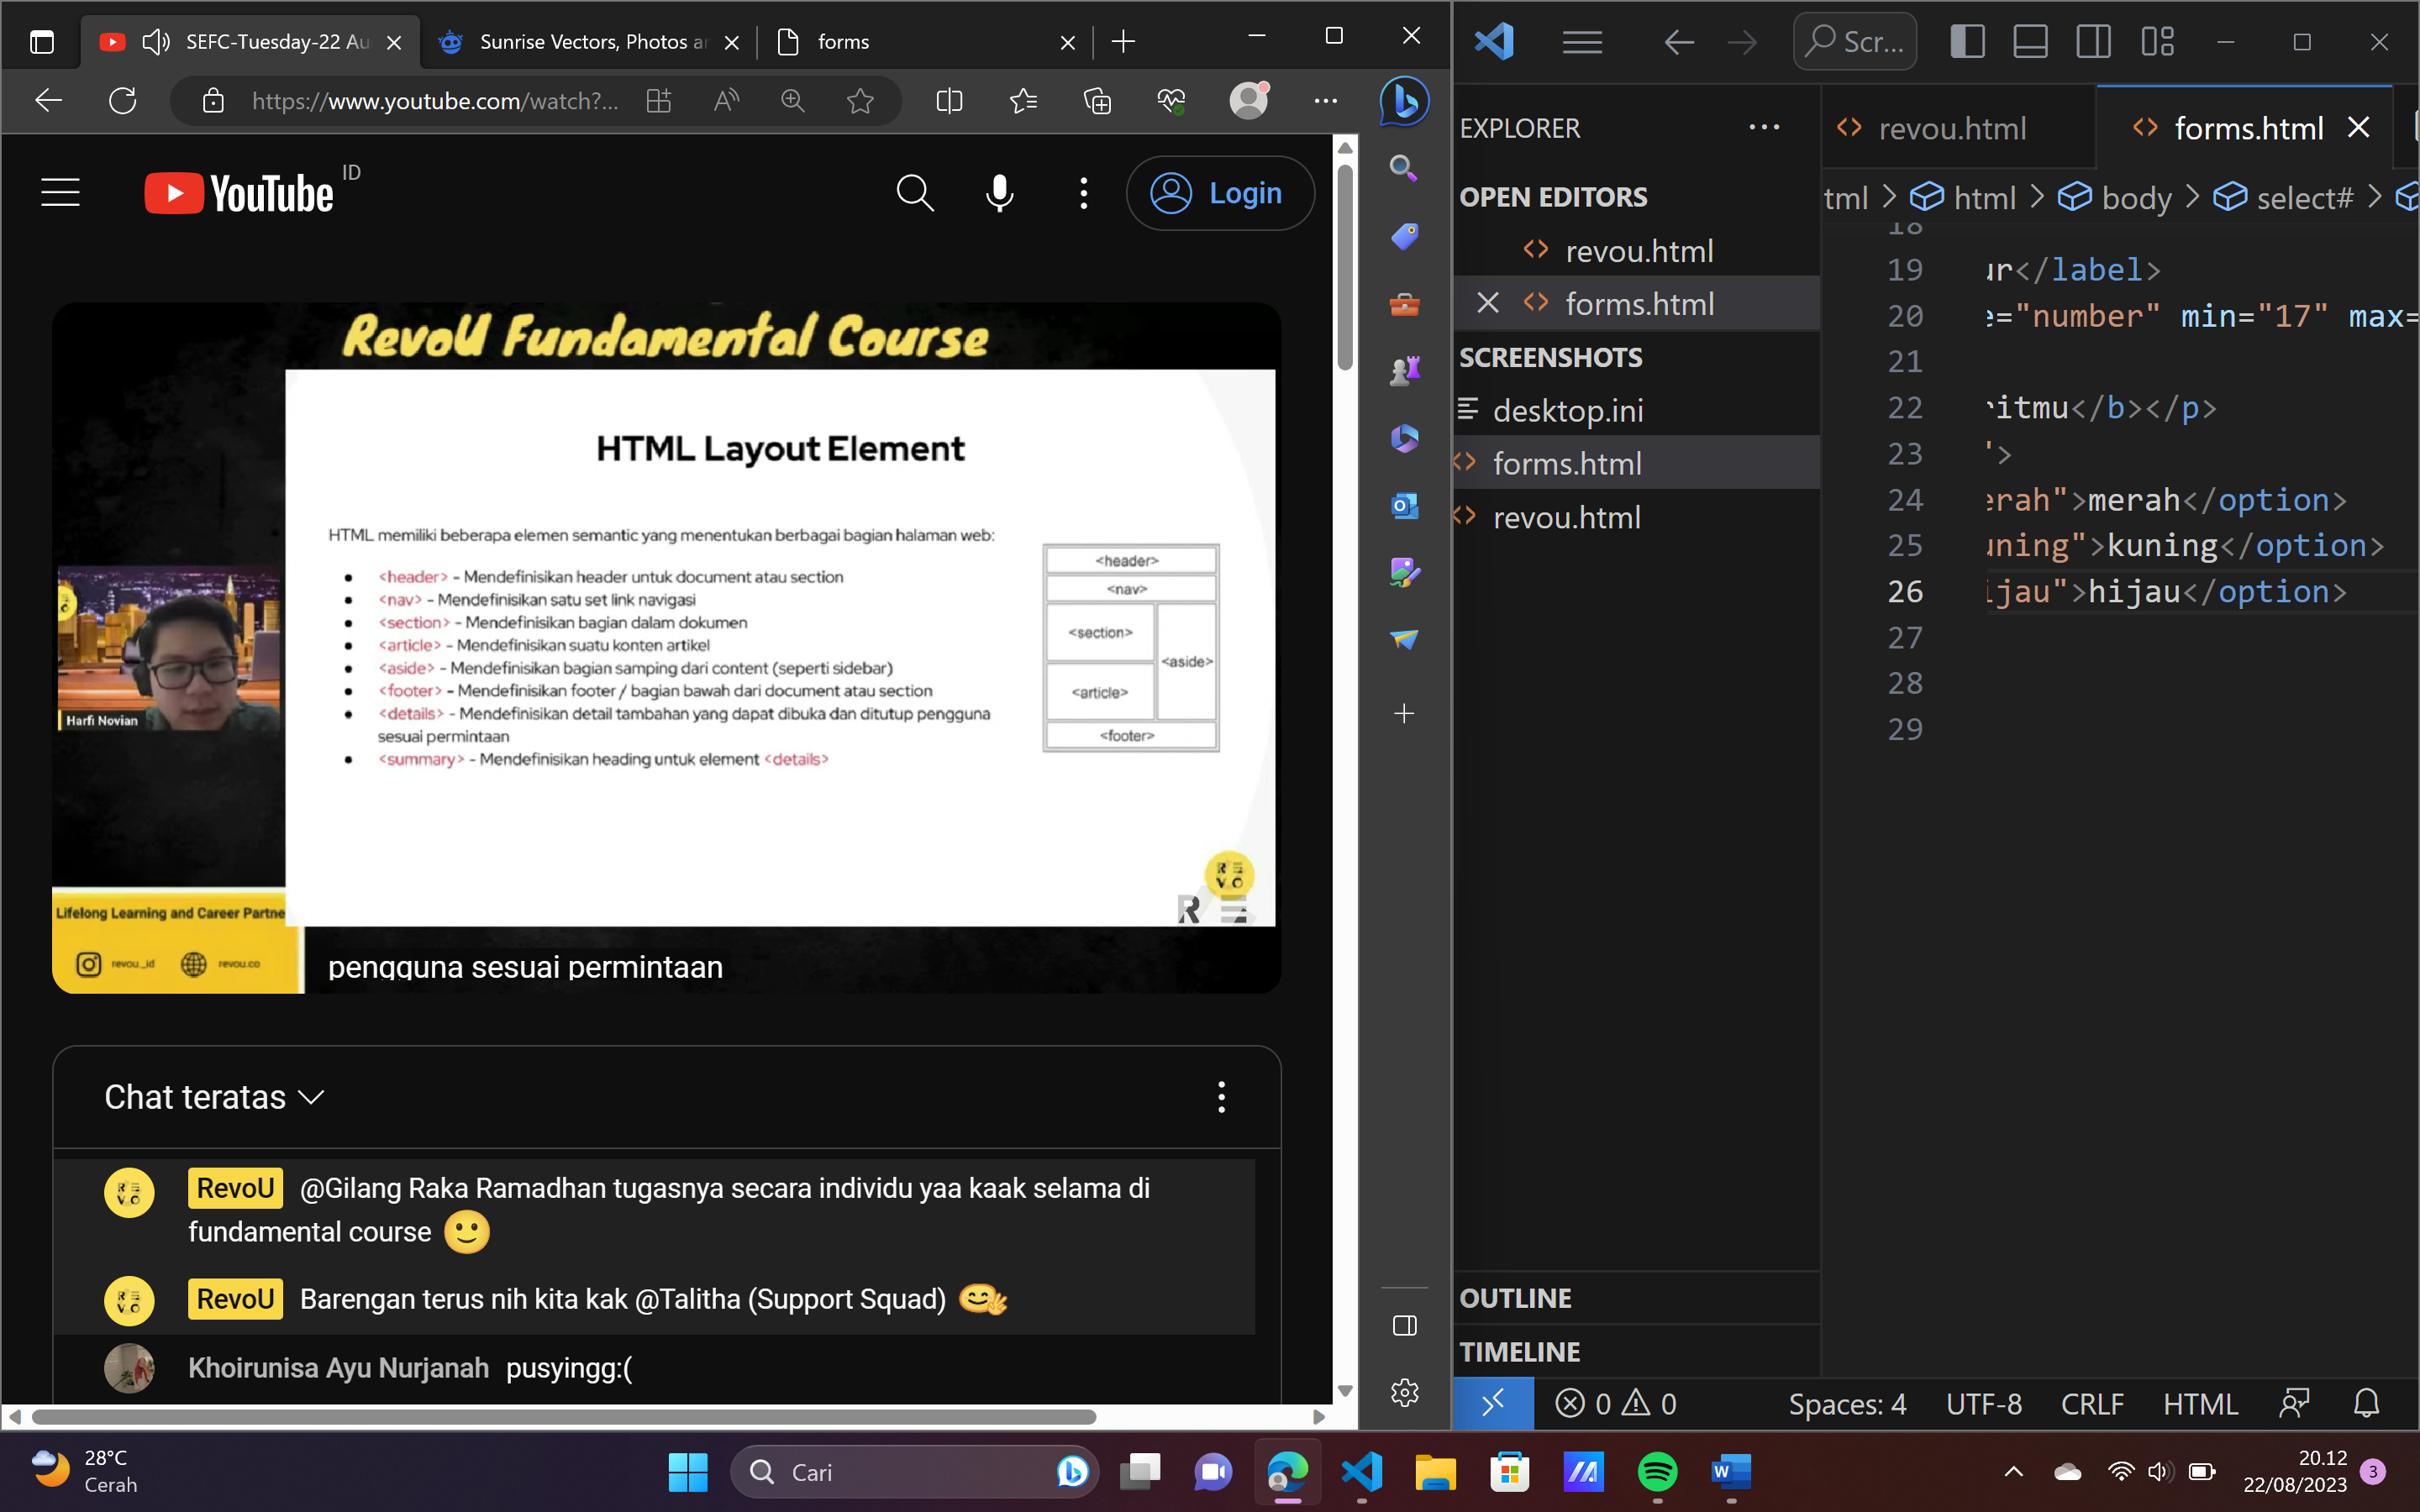 SEFC-Tuesday-22 Au
Sunrise Vectors, Photos ar
forms
https://www.youtube.com/watch?...
YouTube ID
Login
RevoU Fundamental Course
HTML Layout Element
HTML memiliki beberapa elemen semantic yang menentukan berbagai bagian halaman web:
<header> - Mendefinisikan header untuk document atau section
<nav> - Mendefinisikan satu set link navigasi
<section> - Mendefinisikan bagian dalam dokumen
<article> - Mendefinisikan suatu konten artikel
<aside> - Mendefinisikan bagian samping dari content (seperti sidebar)
<footer> - Mendefinisikan footer / bagian bawah dari document atau section
<details> - Mendefinisikan detail tambahan yang dapat dibuka dan ditutup pengguna
sesuai permintaan
<summary> - Mendefinisikan heading untuk element <details>
<header>
<nav>
<section>
<aside>
<article>
<footer>
Harfi Novian
Lifelong Learning and Career Partne
revou_id
revou.co
pengguna sesuai permintaan
Chat teratas
RevoU @Gilang Raka Ramadhan tugasnya secara individu yaa kaak selama di
fundamental course
RevoU Barengan terus nih kita kak @Talitha (Support Squad)
Khoirunisa Ayu Nurjanah pusyingg:(
Scr...
EXPLORER
OPEN EDITORS
revou.html
forms.html
SCREENSHOTS
desktop.ini
forms.html
revou.html
OUTLINE
TIMELINE
revou.html
forms.html
tml > html > body > select# >
18
19 ur</label>
20 e="number" min="17" max=
21
22 ritmu</b></p>
23 ">
24 erah">merah</option>
25 uning">kuning</option>
26 ijau">hijau</option>
27
28
29
0 0
Spaces: 4
UTF-8
CRLF
HTML
28°C
Cerah
Cari
20.12
22/08/2023
3